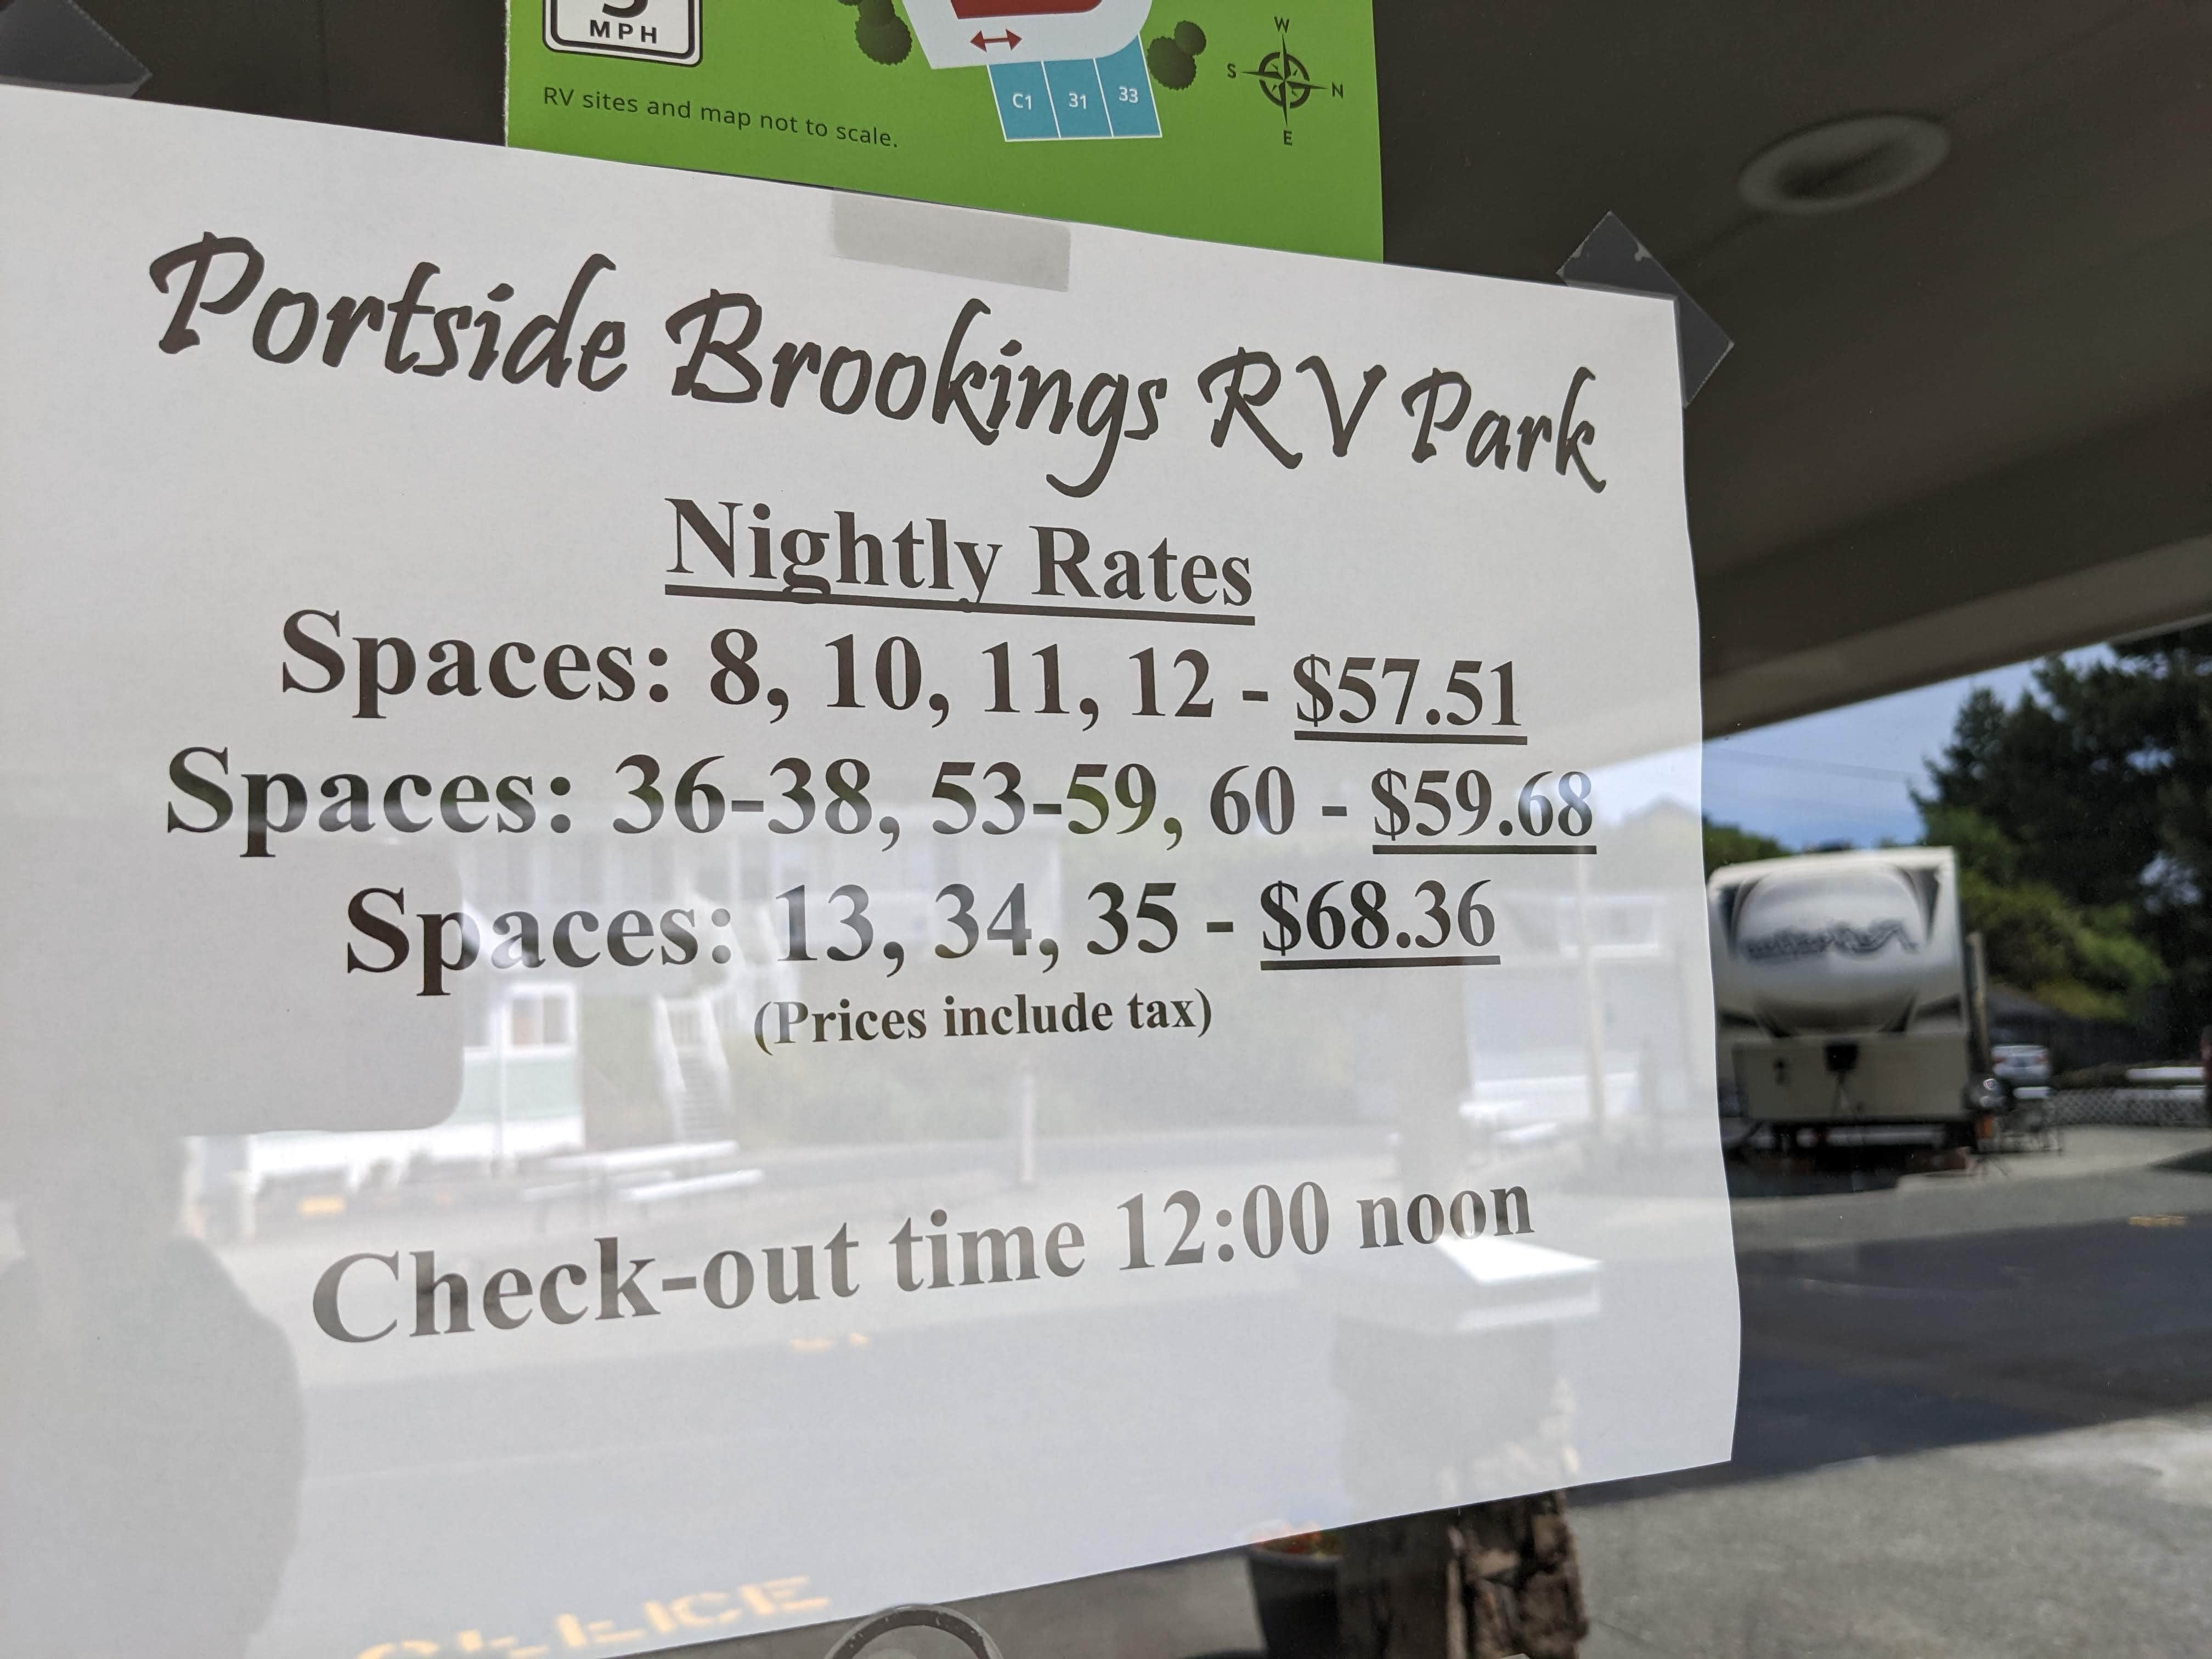 MPH
RV sites and map not to scale.
C1 31 33
W
S N
E
Portside Brookings RV Park
Nightly Rates
Spaces: 8, 10, 11, 12 - $57.51
Spaces: 36-38, 53-59, 60 - $59.68
Spaces: 13, 34, 35 - $68.36
(Prices include tax)
Check-out time 12:00 noon